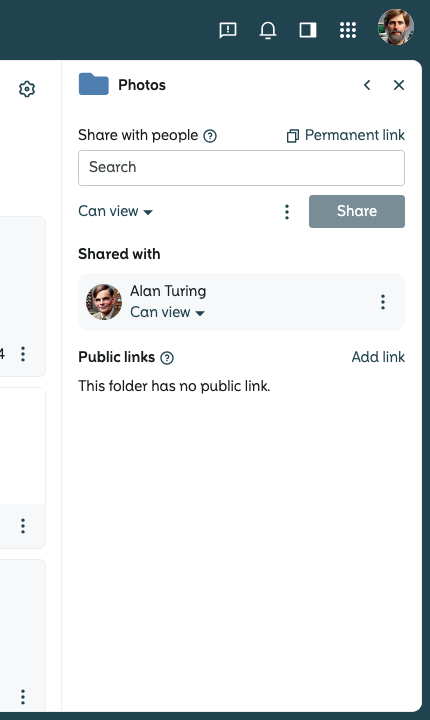 Photos
Share with people
Permanent link
Search
Can view
Share
Shared with
Alan Turing
Can view
4
Public links
Add link
This folder has no public link.